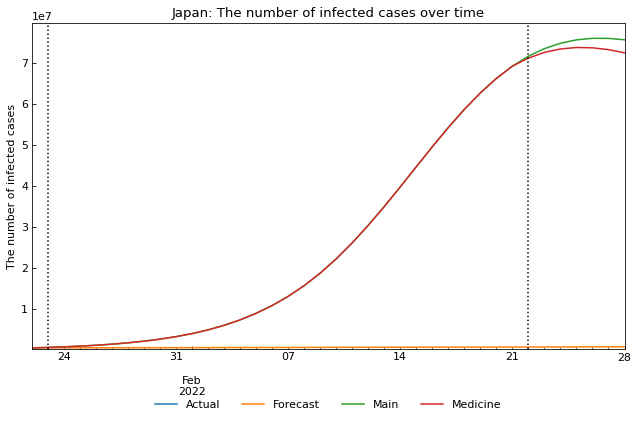 Japan: The number of infected cases over time
1e7
The number of infected cases
7
6
5
4
3
2
1
24
31
07
14
21
28
Feb
2022
Actual
Forecast
Main
Medicine